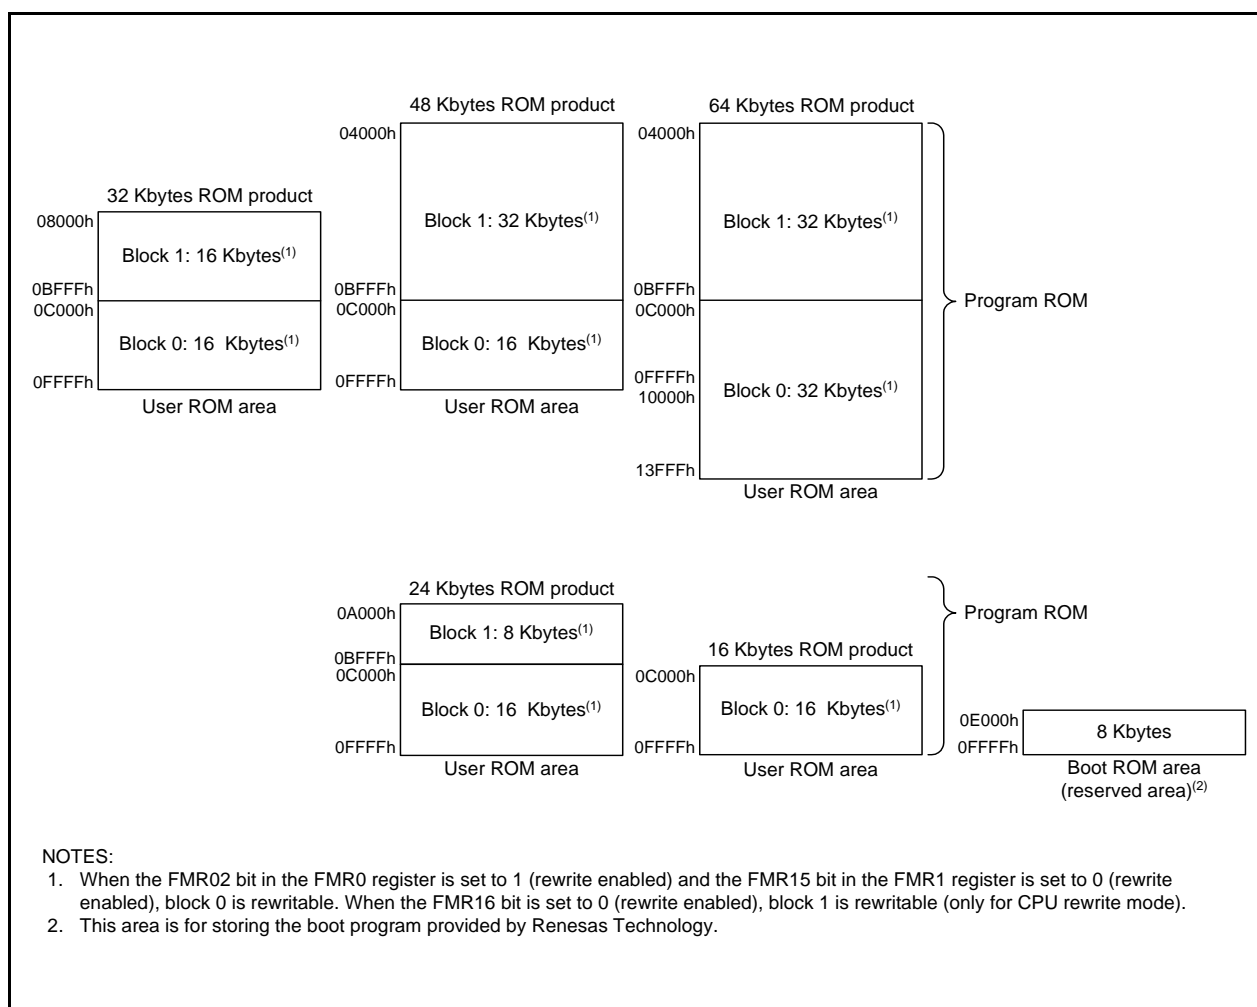 48 Kbytes ROM product
64 Kbytes ROM product
04000h
04000h
32 Kbytes ROM product
08000h
Block 1: 16 Kbytes(1)
Block 1: 32 Kbytes(1)
Block 1: 32 Kbytes(1)
0BFFFh
0C000h
0BFFFh
0C000h
0BFFFh
0C000h
Program ROM
Block 0: 16 Kbytes(1)
Block 0: 16 Kbytes(1)
0FFFFh
0FFFFh
0FFFFh
10000h
Block 0: 32 Kbytes(1)
User ROM area
User ROM area
13FFFh
User ROM area
24 Kbytes ROM product
0A000h
Block 1: 8 Kbytes(1)
Program ROM
0BFFFh
0C000h
16 Kbytes ROM product
0C000h
Block 0: 16 Kbytes(1)
Block 0: 16 Kbytes(1)
0E000h
8 Kbytes
0FFFFh
0FFFFh
0FFFFh
User ROM area
User ROM area
Boot ROM area
(reserved area)(2)
NOTES:
1. When the FMR02 bit in the FMR0 register is set to 1 (rewrite enabled) and the FMR15 bit in the FMR1 register is set to 0 (rewrite
enabled), block 0 is rewritable. When the FMR16 bit is set to 0 (rewrite enabled), block 1 is rewritable (only for CPU rewrite mode).
2. This area is for storing the boot program provided by Renesas Technology.